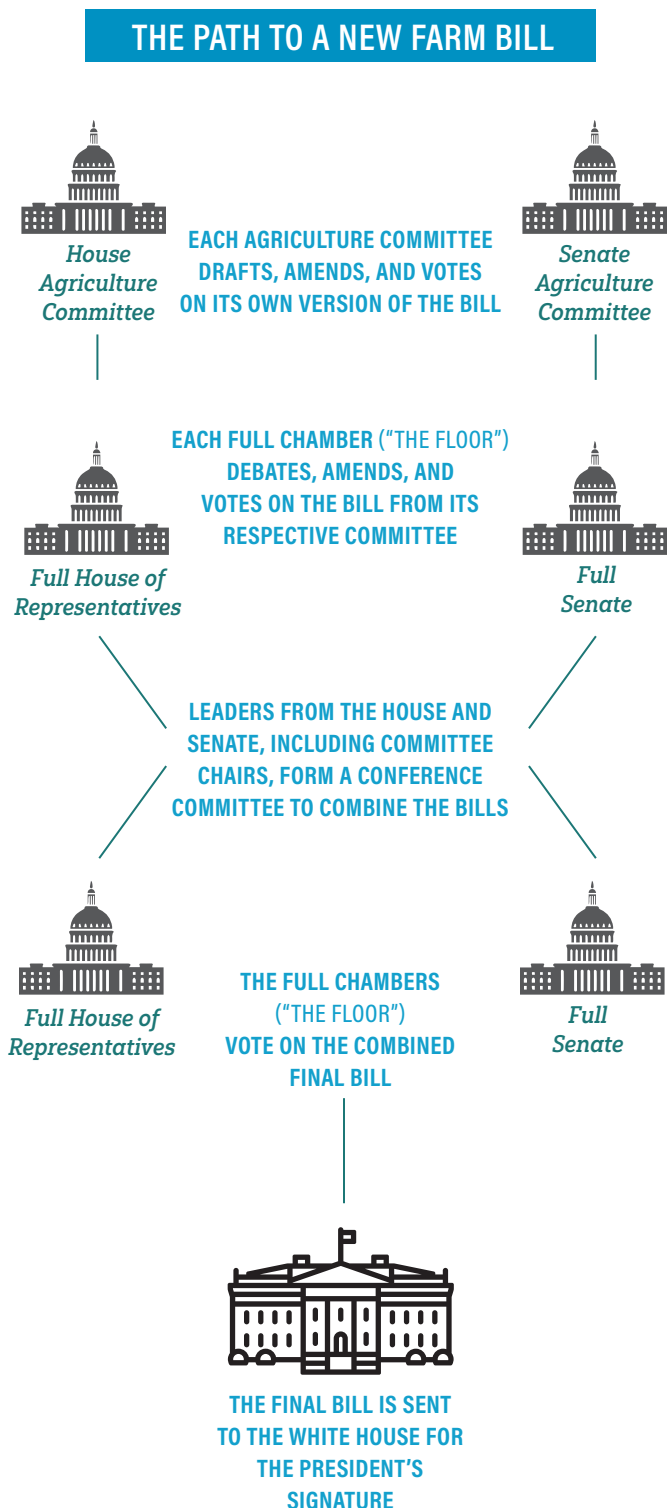 THE PATH TO A NEW FARM BILL
House
Agriculture
Committee
EACH AGRICULTURE COMMITTEE
DRAFTS, AMENDS, AND VOTES
ON ITS OWN VERSION OF THE BILL
Senate
Agriculture
Committee
EACH FULL CHAMBER (“THE FLOOR”)
DEBATES, AMENDS, AND
VOTES ON THE BILL FROM ITS
RESPECTIVE COMMITTEE
Full House of
Representatives
Full
Senate
LEADERS FROM THE HOUSE AND
SENATE, INCLUDING COMMITTEE
CHAIRS, FORM A CONFERENCE
COMMITTEE TO COMBINE THE BILLS
Full House of
Representatives
THE FULL CHAMBERS
(“THE FLOOR”)
VOTE ON THE COMBINED
FINAL BILL
Full
Senate
THE FINAL BILL IS SENT
TO THE WHITE HOUSE FOR
THE PRESIDENT’S
SIGNATURE